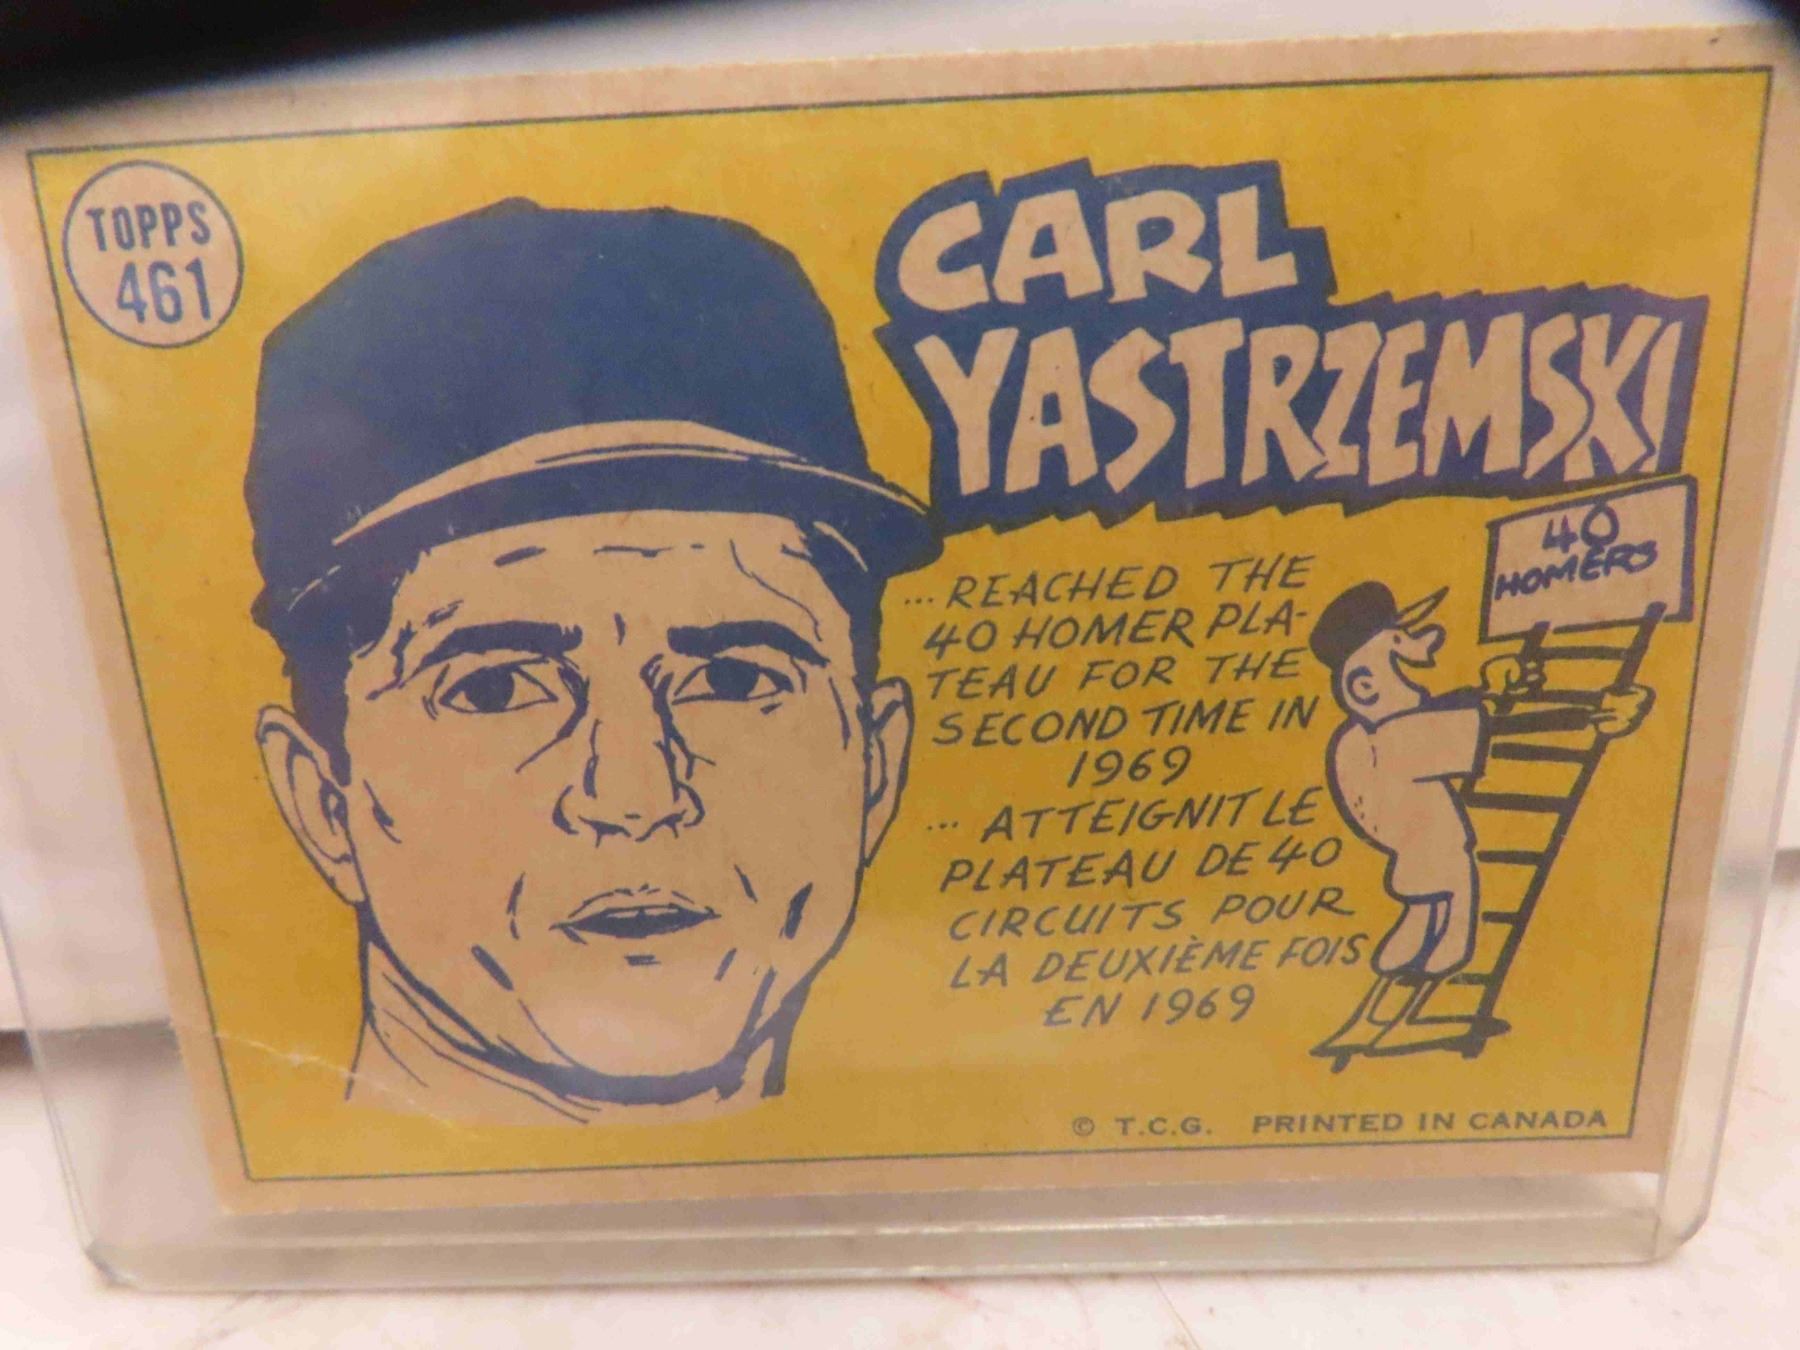 TOPPS
461
CARL
YASTRZEMSKI
40
HOMERS
...REACHED THE
40 HOMER PLA-
TEAU FOR THE
SECOND TIME IN
1969
... ATTEIGNIT LE
PLATEAU DE 40
CIRCUITS POUR
LA DEUXIÈME FOIS
EN 1969
© T.C.G. PRINTED IN CANADA